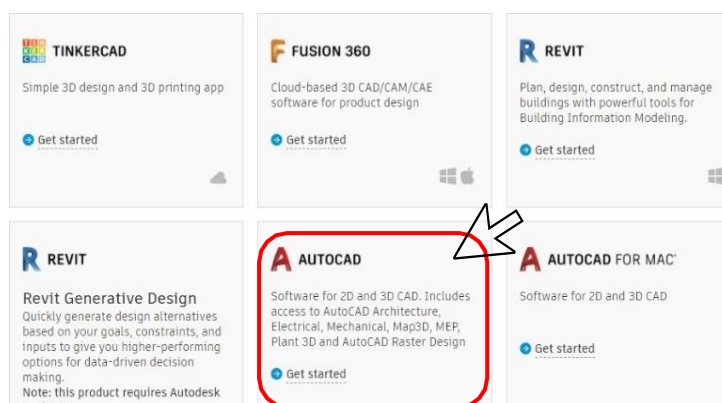 TINKERCAD
Simple 3D design and 3D printing app
Get started
FUSION 360
Cloud-based 3D CAD/CAM/CAE
software for product design
Get started
REVIT
Plan, design, construct, and manage
buildings with powerful tools for
Building Information Modeling.
Get started
REVIT
Revit Generative Design
Quickly generate design alternatives
based on your goals, constraints, and
inputs to give you higher-performing
options for data-driven decision
making.
Note: this product requires Autodesk
AUTOCAD
Software for 2D and 3D CAD. Includes
access to AutoCAD Architecture,
Electrical, Mechanical, Map3D, MEP,
Plant 3D and AutoCAD Raster Design
Get started
AUTOCAD FOR MAC
Software for 2D and 3D CAD
Get started